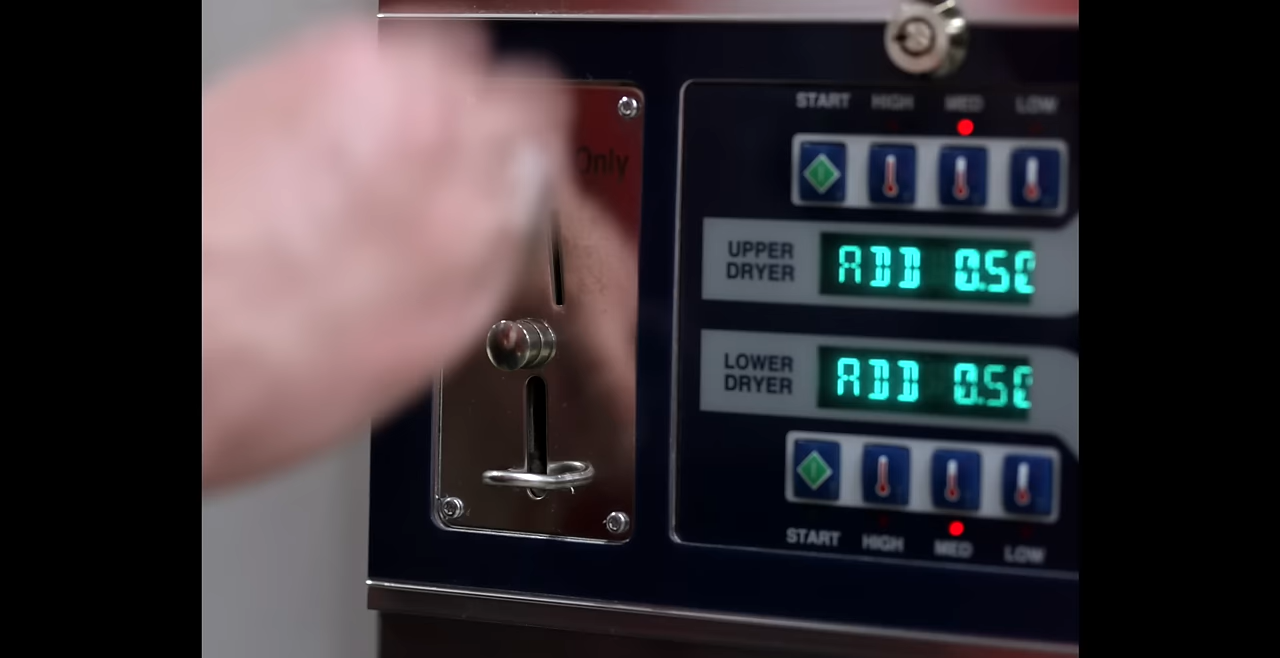 Only
START HIGH MED LOW
UPPER
DRYER
ADD 0.50
LOWER
DRYER
ADD 0.50
START HIGH MED LOW